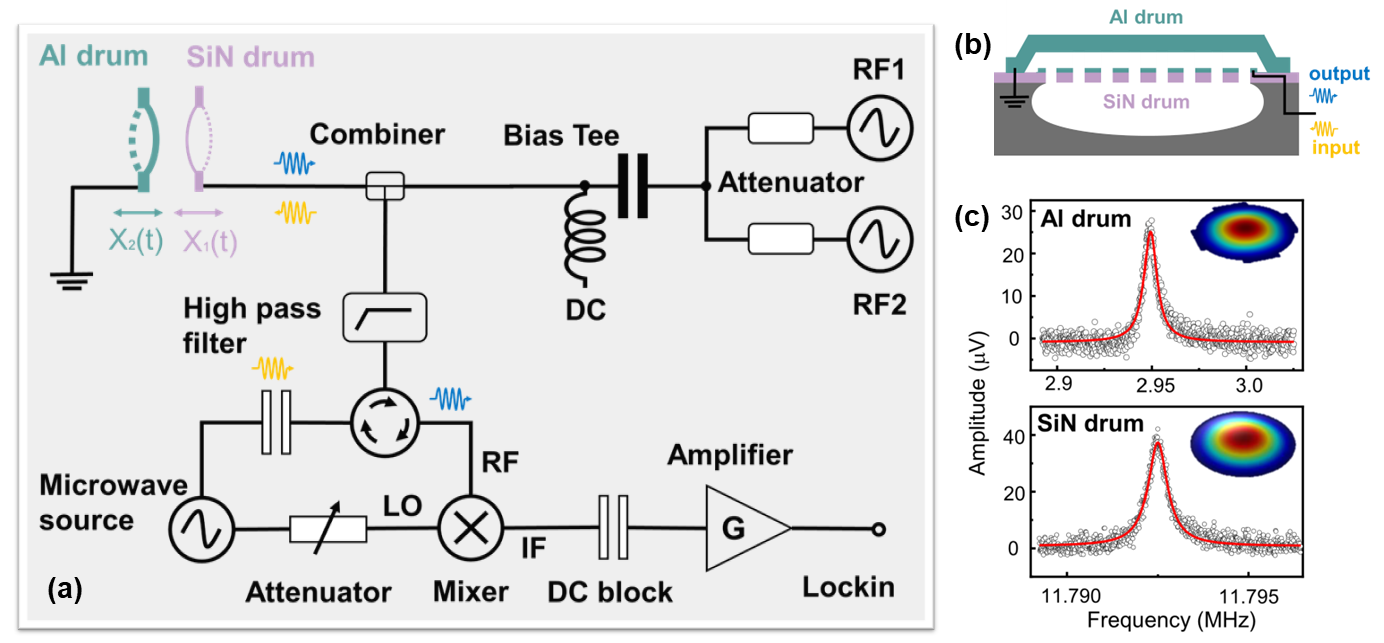 Al drum
SiN drum
X₂(t)
X₁(t)
Combiner
Bias Tee
DC
RF1
Attenuator
RF2
High pass
filter
Microwave
source
RF
LO
Attenuator
Mixer
IF
DC block
Amplifier
G
Lockin
(a)
(b)
Al drum
SiN drum
output
input
(c)
Amplitude (μV)
Al drum
30
20
10
0
2.9
2.95
3.0
SiN drum
40
20
0
11.790
11.795
Frequency (MHz)